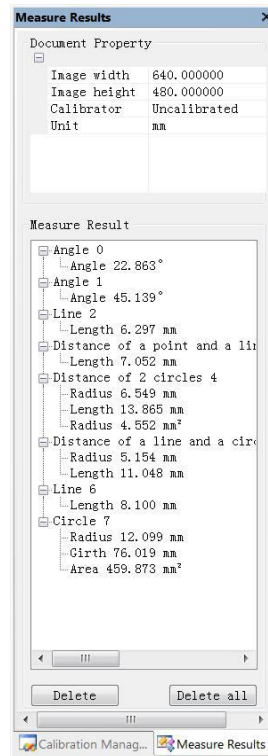 Measure Results
Document Property
Image width 640.000000
Image height 480.000000
Calibrator Uncalibrated
Unit mm
Measure Result
Angle 0
Angle 22.863°
Angle 1
Angle 45.139°
Line 2
Length 6.297 mm
Distance of a point and a lin
Length 7.052 mm
Distance of 2 circles 4
Radius 6.549 mm
Length 13.865 mm
Radius 4.552 mm²
Distance of a line and a circ
Radius 5.154 mm
Length 11.048 mm
Line 6
Length 8.100 mm
Circle 7
Radius 12.099 mm
Girth 76.019 mm
Area 459.873 mm²
Delete Delete all
Calibration Manag... Measure Results